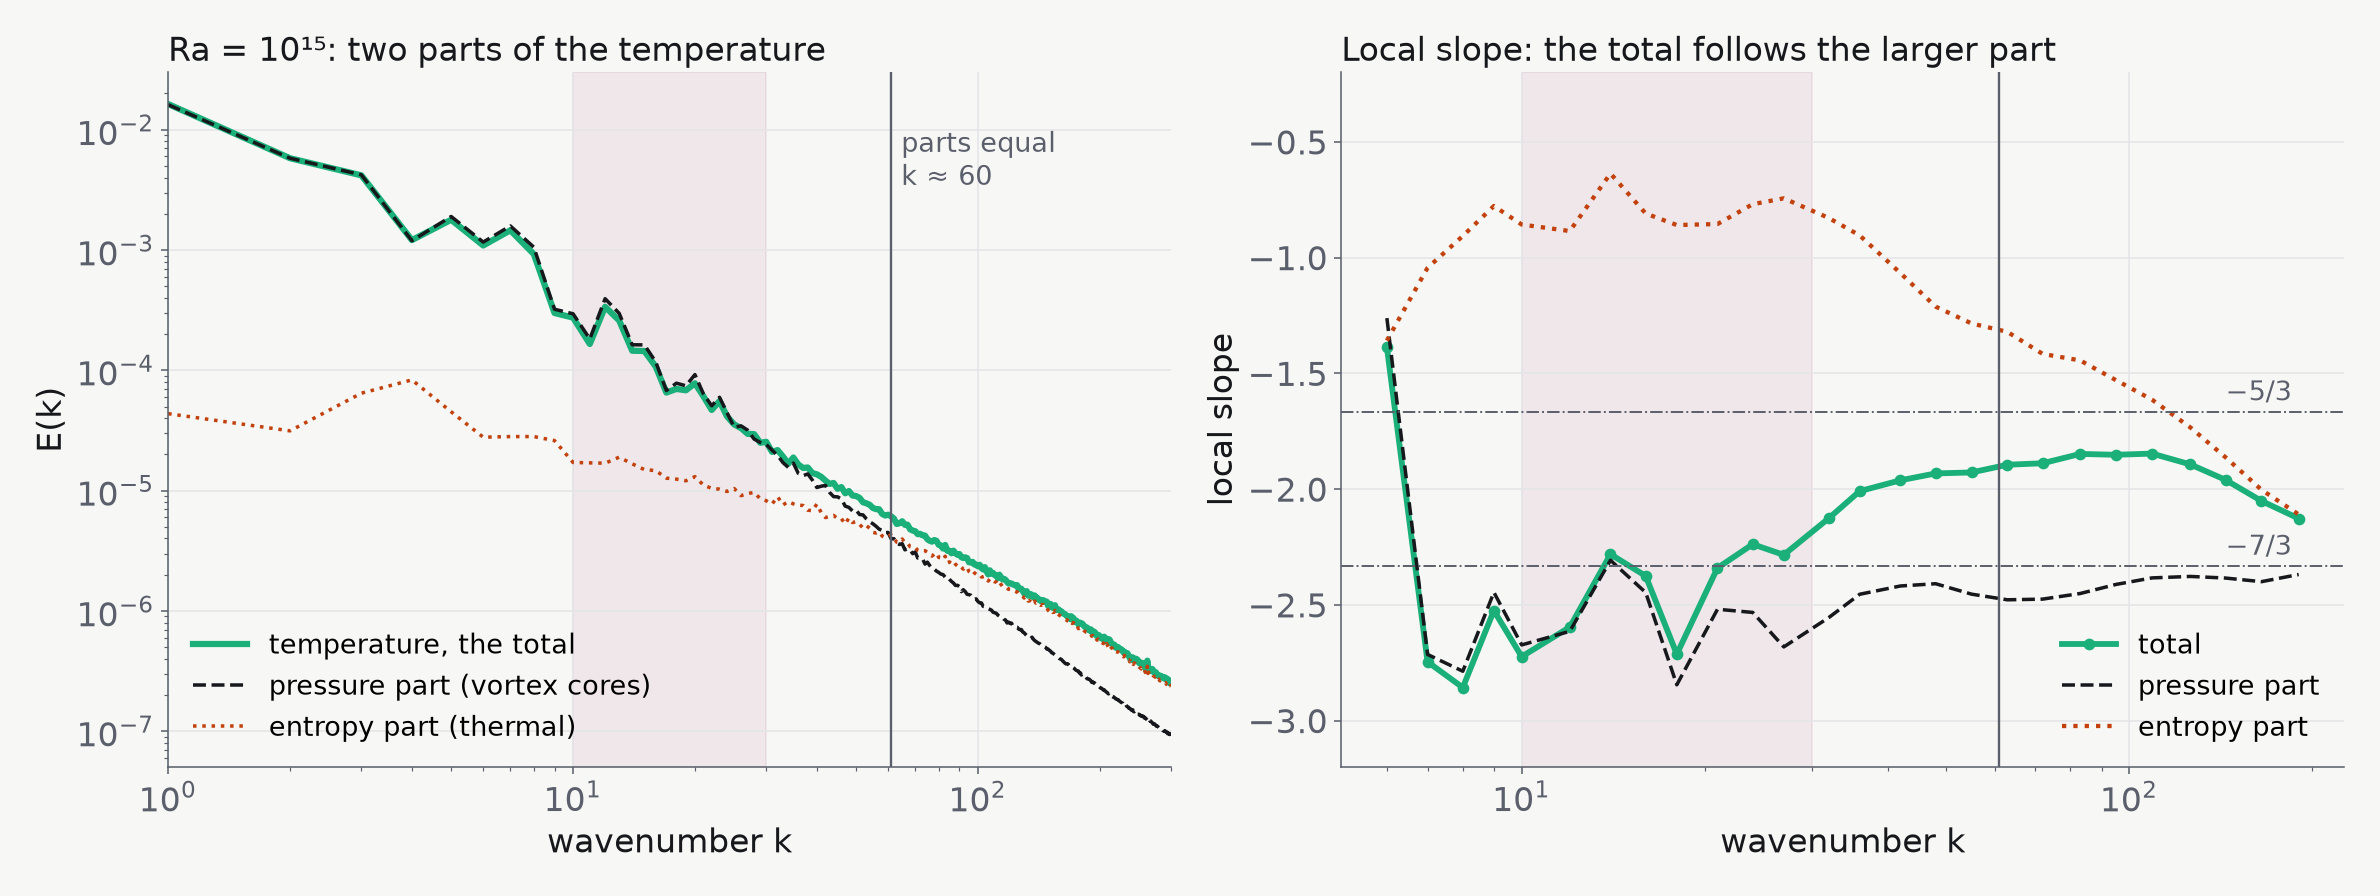 Ra = 10¹⁵: two parts of the temperature
E(k)
10⁻²
10⁻³
10⁻⁴
10⁻⁵
10⁻⁶
10⁻⁷
parts equal
k ≈ 60
temperature, the total
pressure part (vortex cores)
entropy part (thermal)
10⁰
10¹
10²
wavenumber k
Local slope: the total follows the larger part
local slope
−0.5
−1.0
−1.5
−2.0
−2.5
−3.0
−5/3
−7/3
total
pressure part
entropy part
10¹
10²
wavenumber k